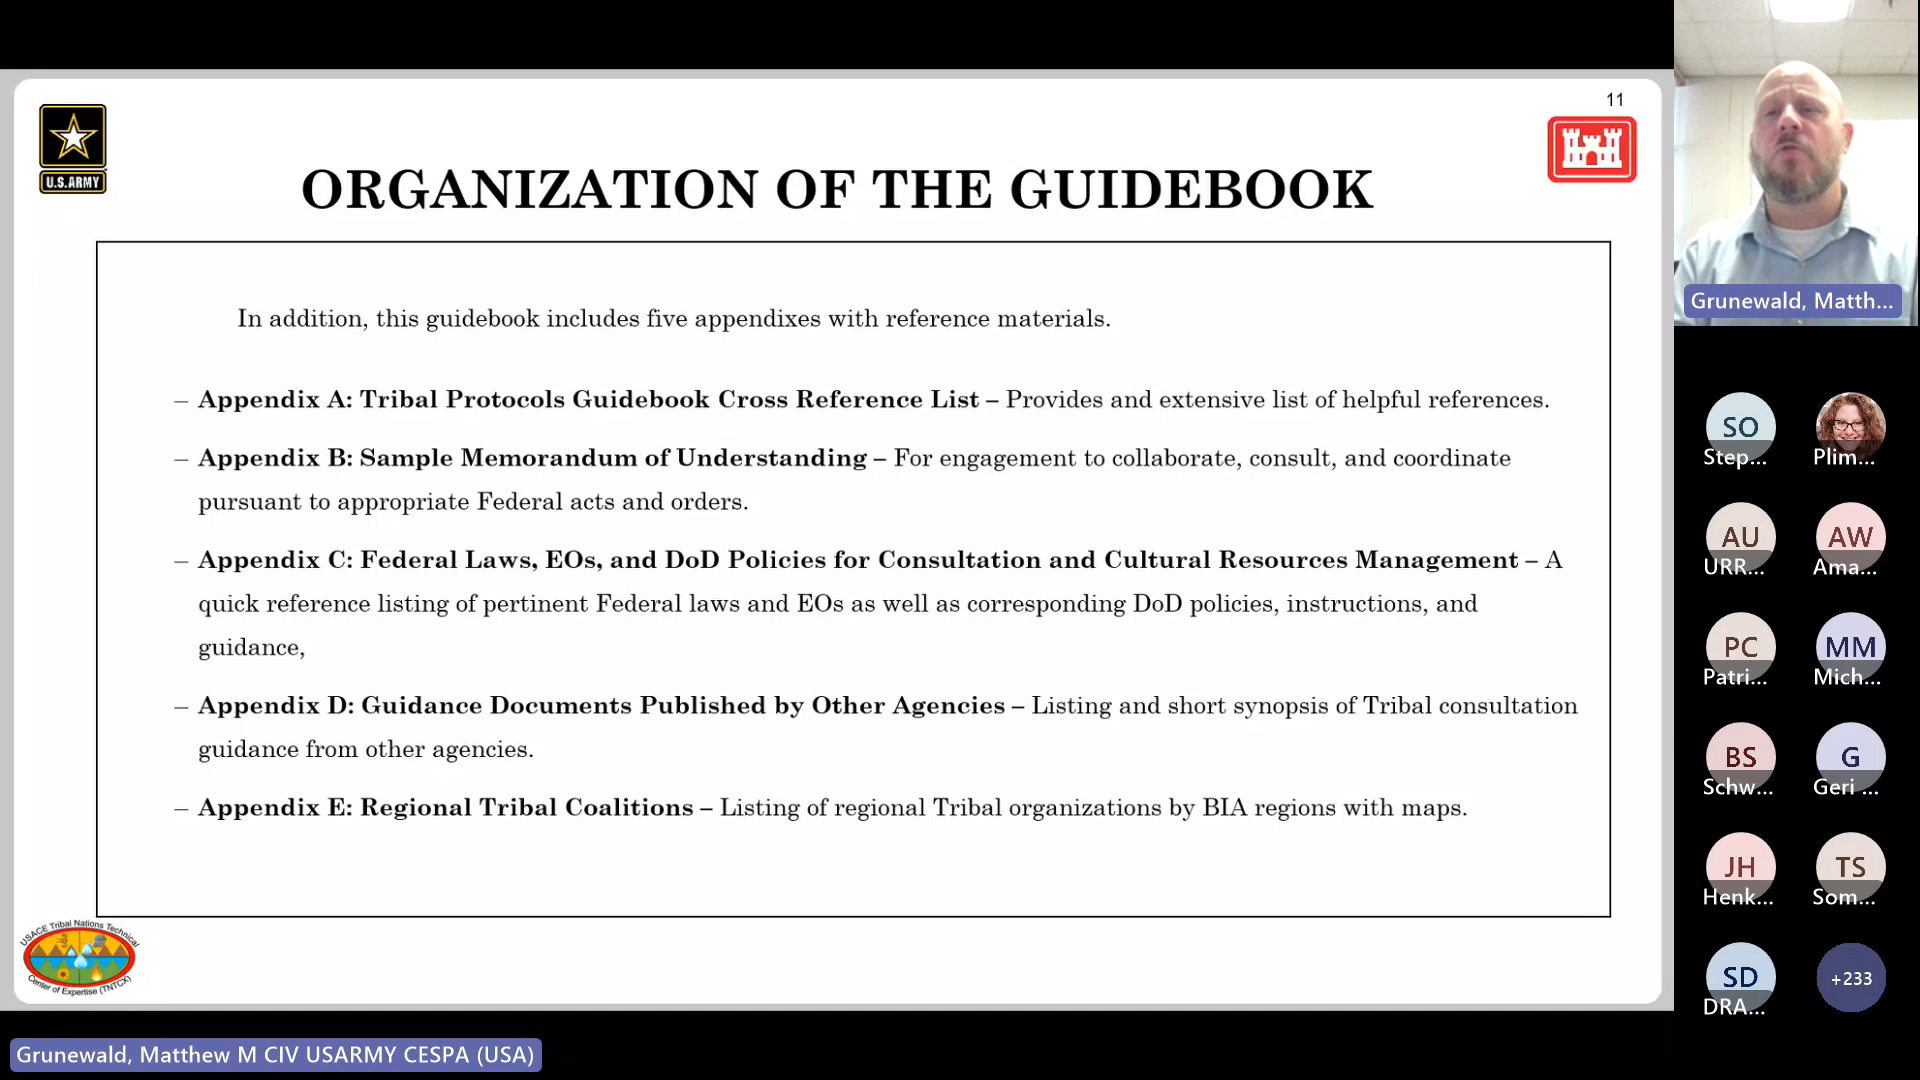 11
U.S.ARMY
ORGANIZATION OF THE GUIDEBOOK
In addition, this guidebook includes five appendixes with reference materials.
– Appendix A: Tribal Protocols Guidebook Cross Reference List – Provides and extensive list of helpful references.
– Appendix B: Sample Memorandum of Understanding – For engagement to collaborate, consult, and coordinate
pursuant to appropriate Federal acts and orders.
– Appendix C: Federal Laws, EOs, and DoD Policies for Consultation and Cultural Resources Management – A
quick reference listing of pertinent Federal laws and EOs as well as corresponding DoD policies, instructions, and
guidance,
– Appendix D: Guidance Documents Published by Other Agencies – Listing and short synopsis of Tribal consultation
guidance from other agencies.
– Appendix E: Regional Tribal Coalitions – Listing of regional Tribal organizations by BIA regions with maps.
USACE Tribal Nations Technical
Center of Expertise (TNTCX)
Grunewald, Matthew M CIV USARMY CESPA (USA)
Grunewald, Matth...
SO
Step...
Plim...
AU
URR...
AW
Ama...
PC
Patri...
MM
Mich...
BS
Schw...
G
Geri ...
JH
Henk...
TS
Som...
SD
DRA...
+233